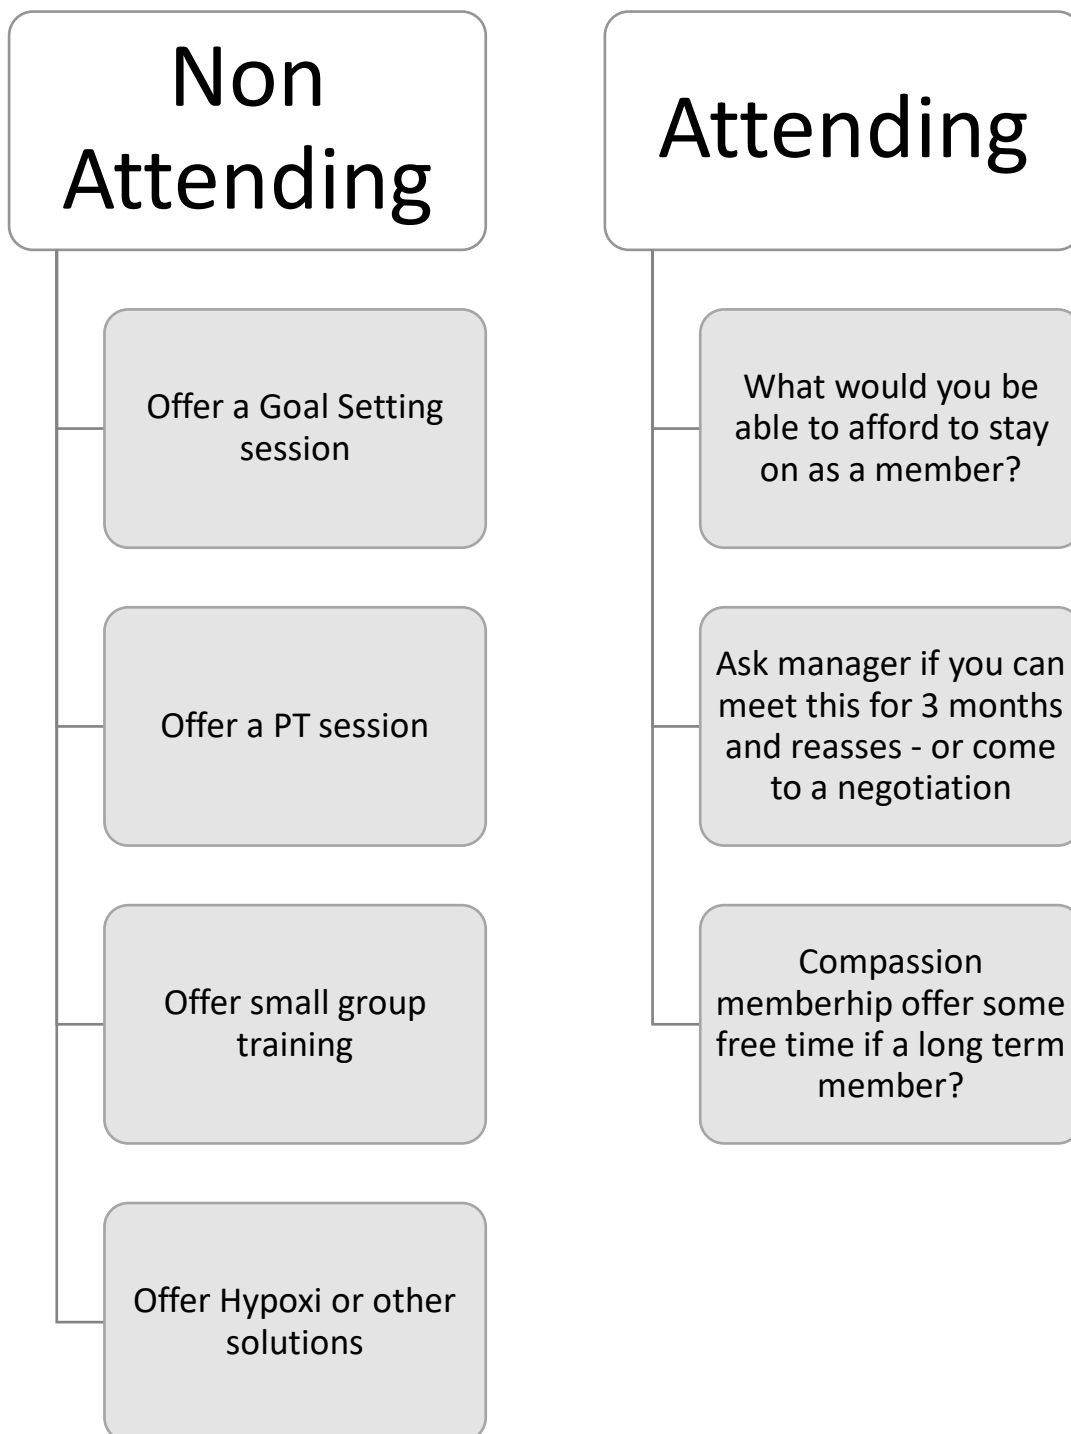 Non
Attending
Offer a Goal Setting
session
Offer a PT session
Offer small group
training
Offer Hypoxi or other
solutions
Attending
What would you be
able to afford to stay
on as a member?
Ask manager if you can
meet this for 3 months
and reasses - or come
to a negotiation
Compassion
memberhip offer some
free time if a long term
member?